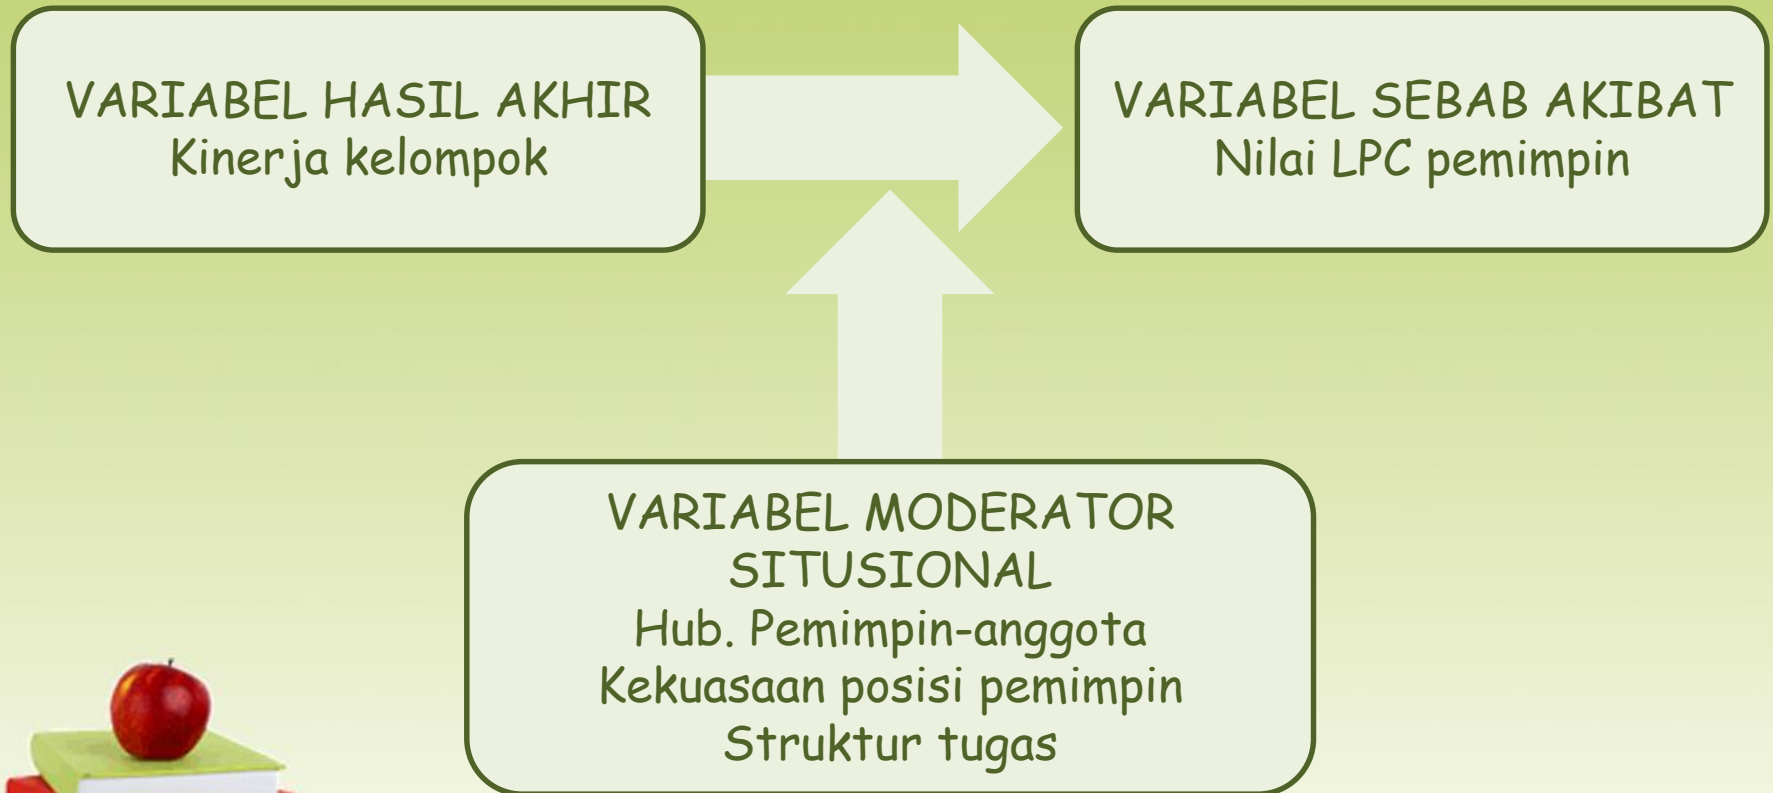 VARIABEL HASIL AKHIR
Kinerja kelompok
VARIABEL SEBAB AKIBAT
Nilai LPC pemimpin
VARIABEL MODERATOR
SITUSIONAL
Hub. Pemimpin-anggota
Kekuasaan posisi pemimpin
Struktur tugas